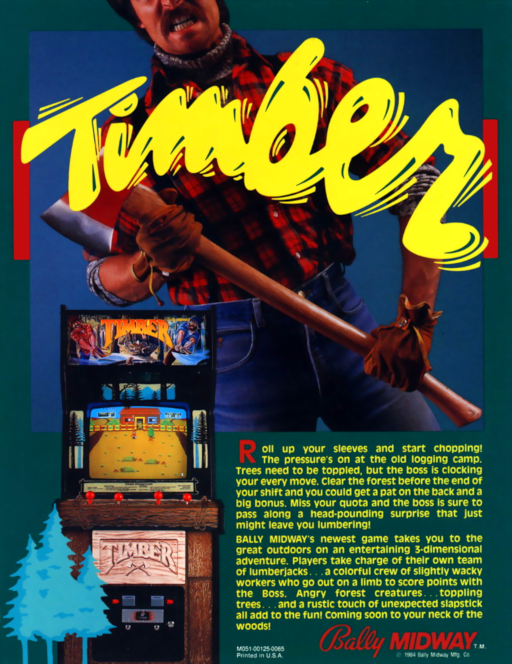 Timber
TIMBER
Roll up your sleeves and start chopping!
The pressure's on at the old logging camp.
Trees need to be toppled, but the boss is clocking
your every move. Clear the forest before the end of
your shift and you could get a pat on the back and a
big bonus. Miss your quota and the boss is sure to
pass along a head-pounding surprise that just
might leave you lumbering!
BALLY MIDWAY's newest game takes you to the
great outdoors on an entertaining 3-dimensional
adventure. Players take charge of their own team
of lumberjacks... a colorful crew of slightly wacky
workers who go out on a limb to score points with
the Boss. Angry forest creatures...toppling
trees...and a rustic touch of unexpected slapstick
all add to the fun! Coming soon to your neck of the
woods!
TIMBER
Bally MIDWAY T.M.
M051-00125-0065
Printed in U.S.A.
© 1984 Bally Midway Mfg. Co.